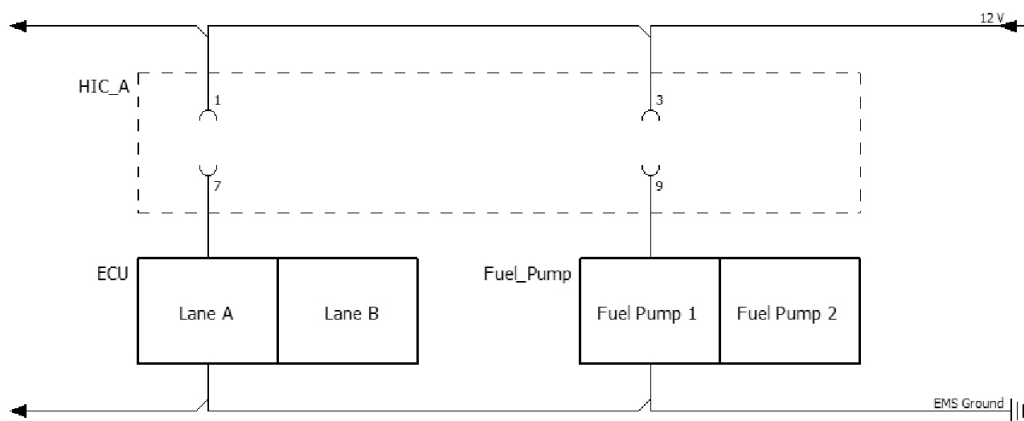 12 V
HIC_A
1
3
7
9
ECU
Lane A
Lane B
Fuel_Pump
Fuel Pump 1
Fuel Pump 2
EMS Ground